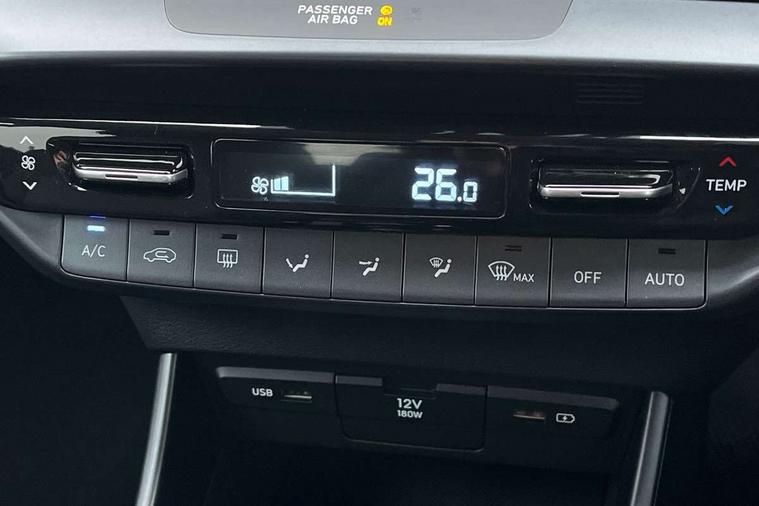 PASSENGER
AIR BAG ON
26.0
TEMP
A/C
MAX
OFF
AUTO
USB
12V
180W